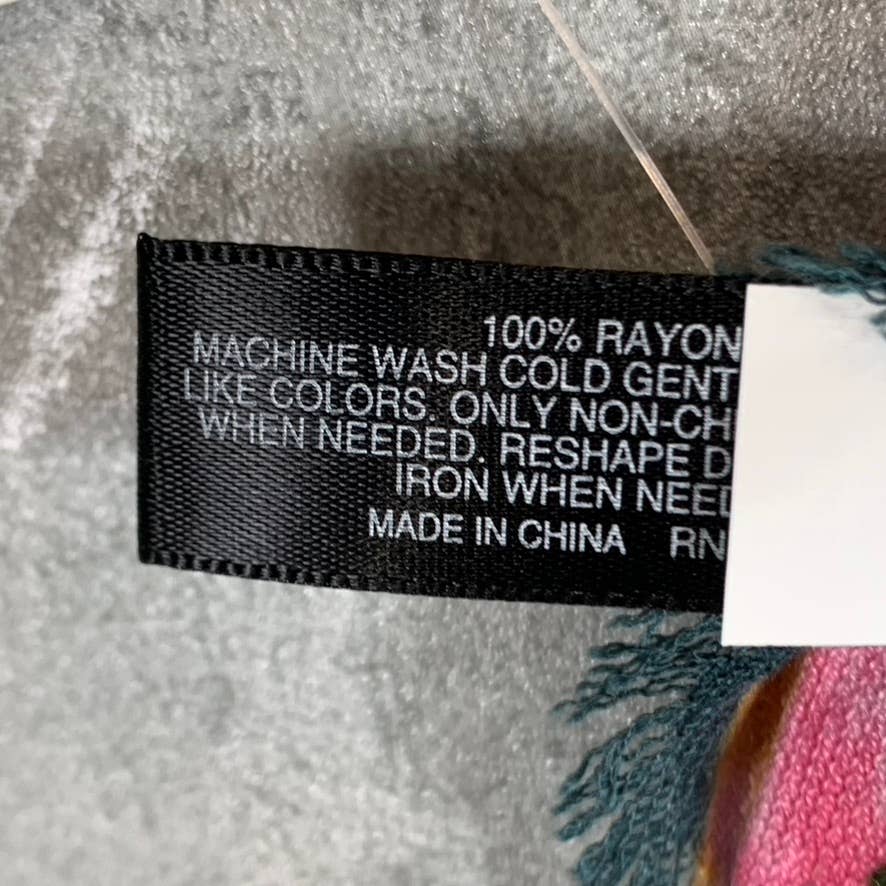 100% RAYON
MACHINE WASH COLD GENT
LIKE COLORS. ONLY NON-CH
WHEN NEEDED. RESHAPE D
IRON WHEN NEED
MADE IN CHINA RN